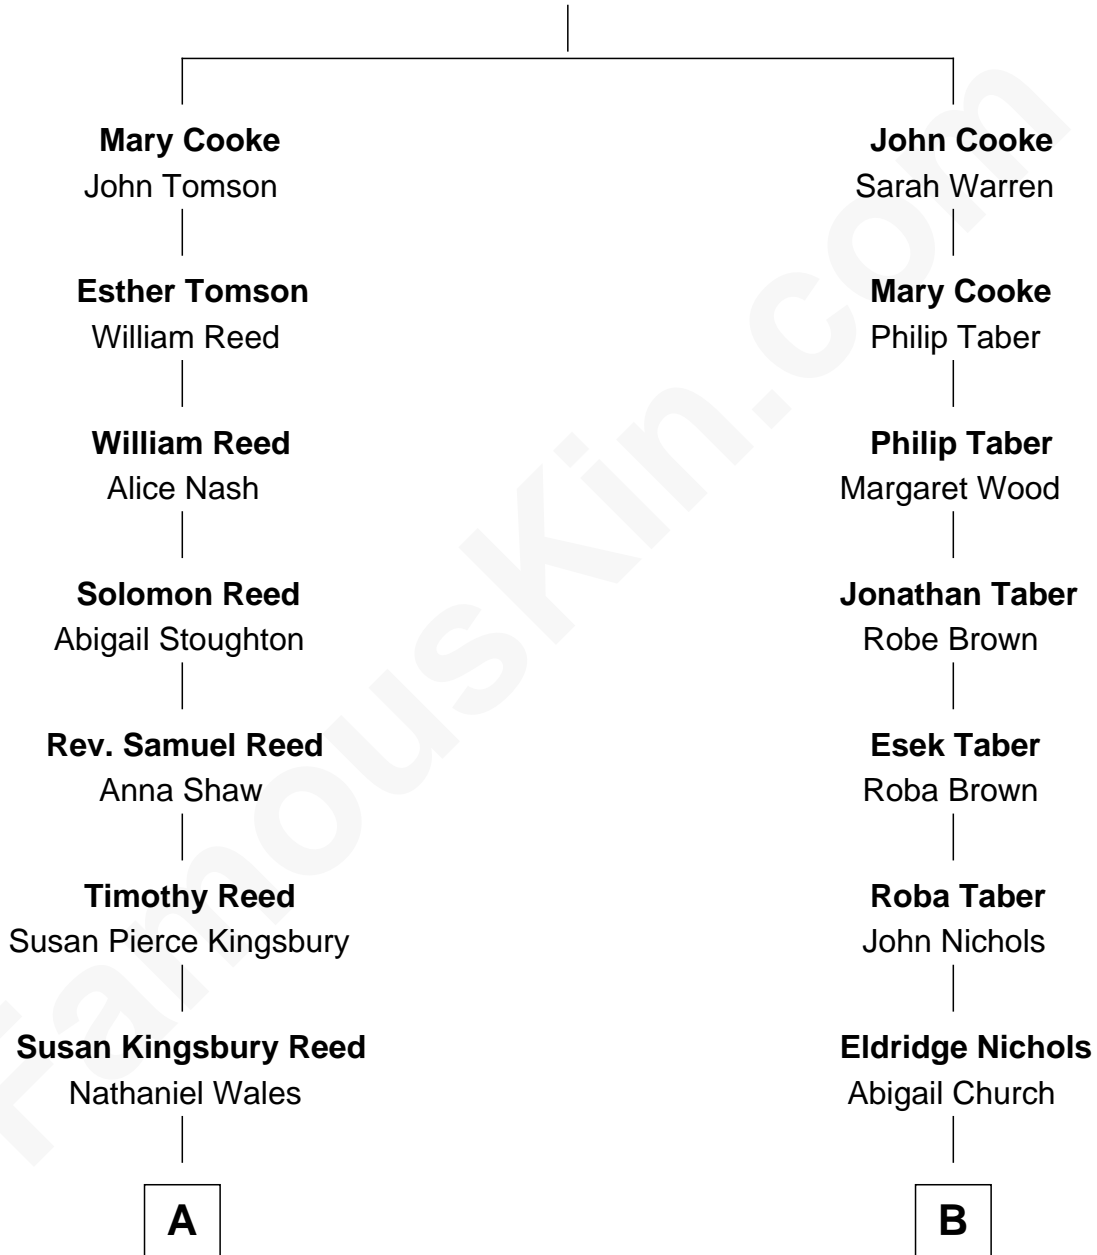 Mary Cooke
John Tomson
John Cooke
Sarah Warren
Esther Tomson
William Reed
Mary Cooke
Philip Taber
William Reed
Alice Nash
Philip Taber
Margaret Wood
Solomon Reed
Abigail Stoughton
Jonathan Taber
Robe Brown
Rev. Samuel Reed
Anna Shaw
Esek Taber
Roba Brown
Timothy Reed
Susan Pierce Kingsbury
Roba Taber
John Nichols
Susan Kingsbury Reed
Nathaniel Wales
Eldridge Nichols
Abigail Church
A
B
FamousKin.com